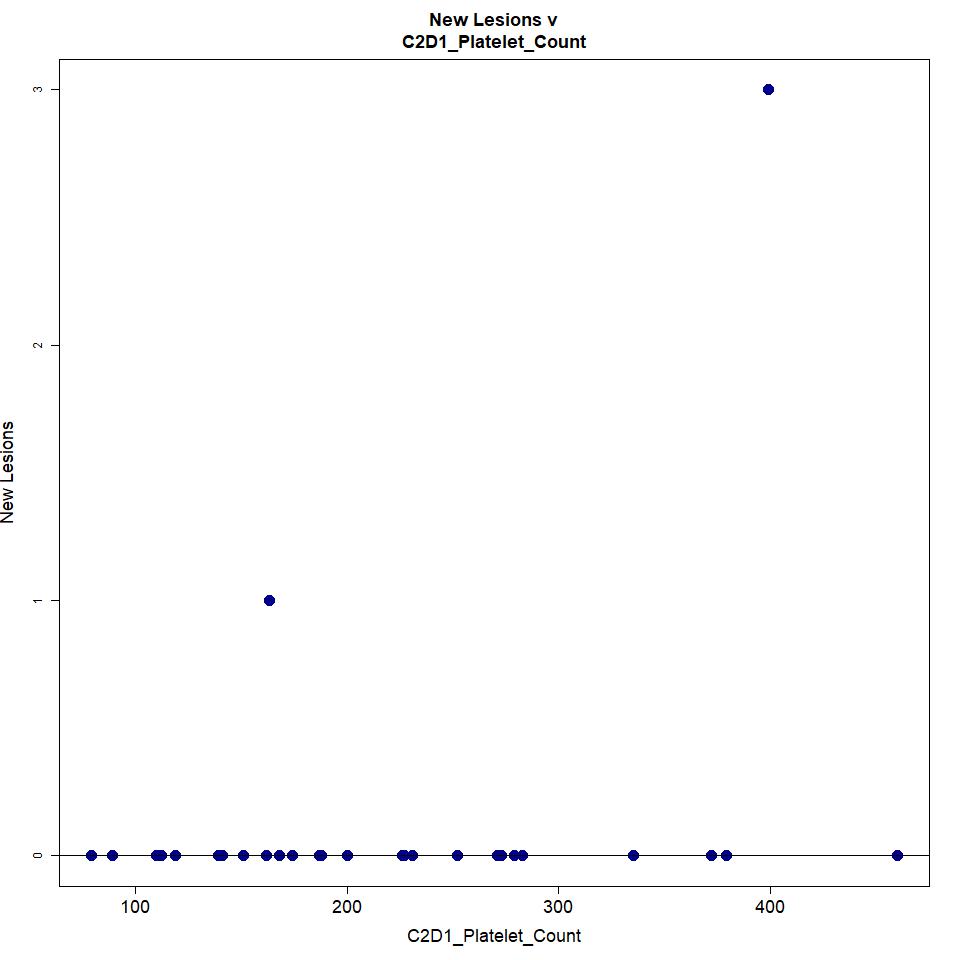 New Lesions v
C2D1_Platelet_Count
3
2
1
0
New Lesions
100 200 300 400
C2D1_Platelet_Count